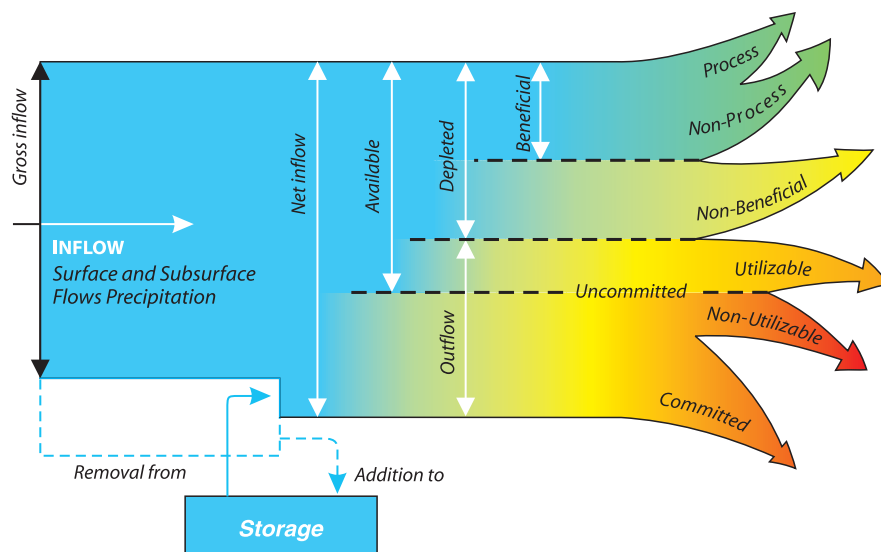 Gross inflow
INFLOW
Surface and Subsurface
Flows Precipitation
Net inflow
Available
Depleted
Beneficial
Outflow
Uncommitted
Process
Non-Process
Non-Beneficial
Utilizable
Non-Utilizable
Committed
Removal from
Addition to
Storage